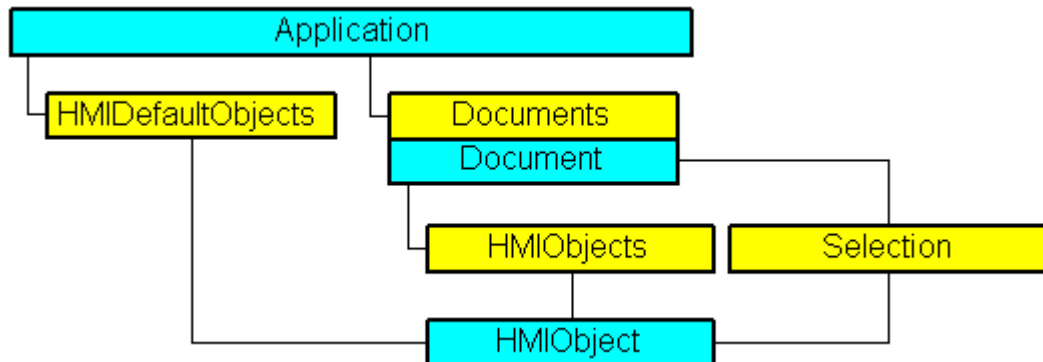 Application
HMIDefaultObjects
Documents
Document
HMIObjects
Selection
HMIObject